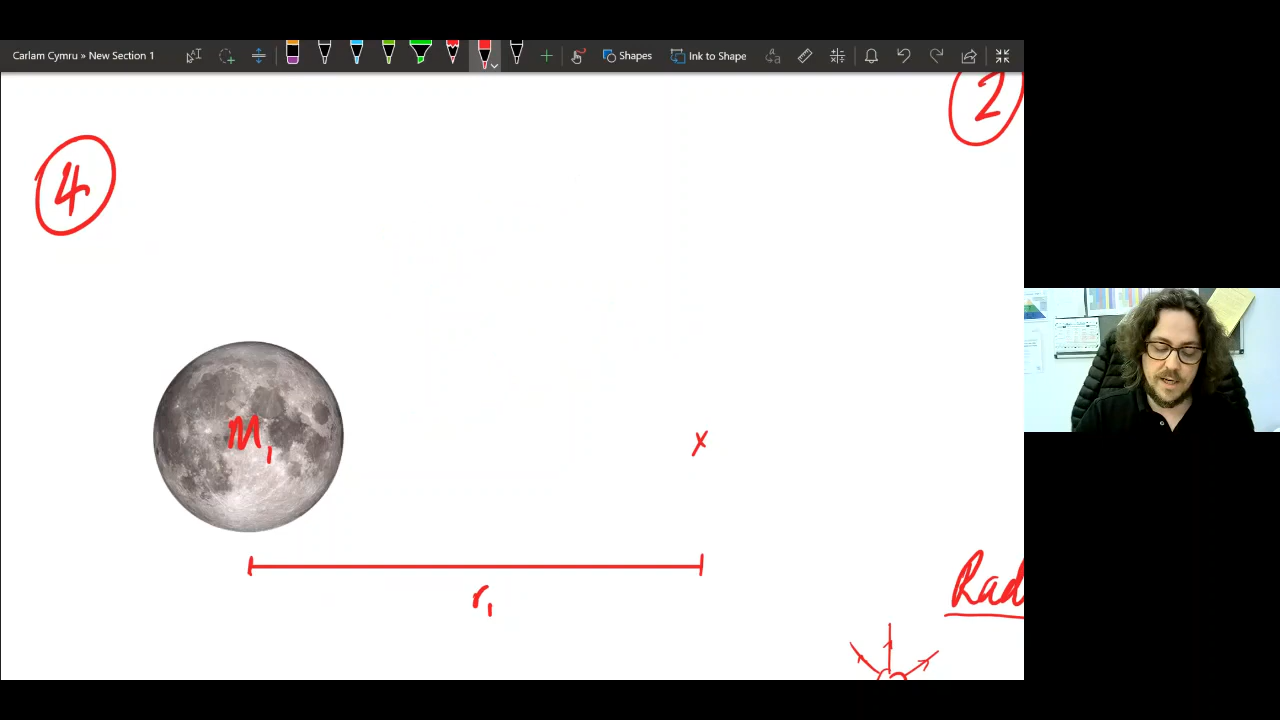 Carlam Cymru » New Section 1
Shapes
Ink to Shape
2
4
M₁
x
r₁
Rad